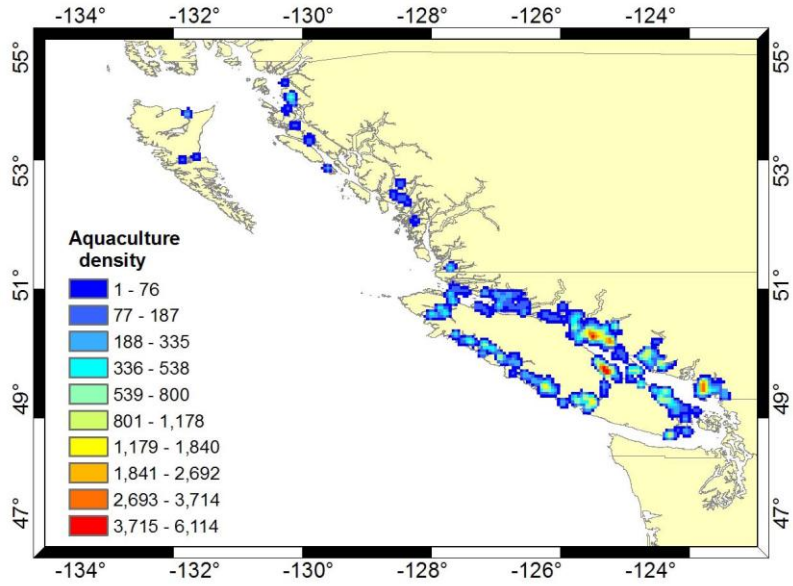 -134° -132° -130° -128° -126° -124°
55° 55°
53° 53°
51° 51°
49° 49°
47° 47°
Aquaculture
density
1 - 76
77 - 187
188 - 335
336 - 538
539 - 800
801 - 1,178
1,179 - 1,840
1,841 - 2,692
2,693 - 3,714
3,715 - 6,114
-134° -132° -130° -128° -126° -124°